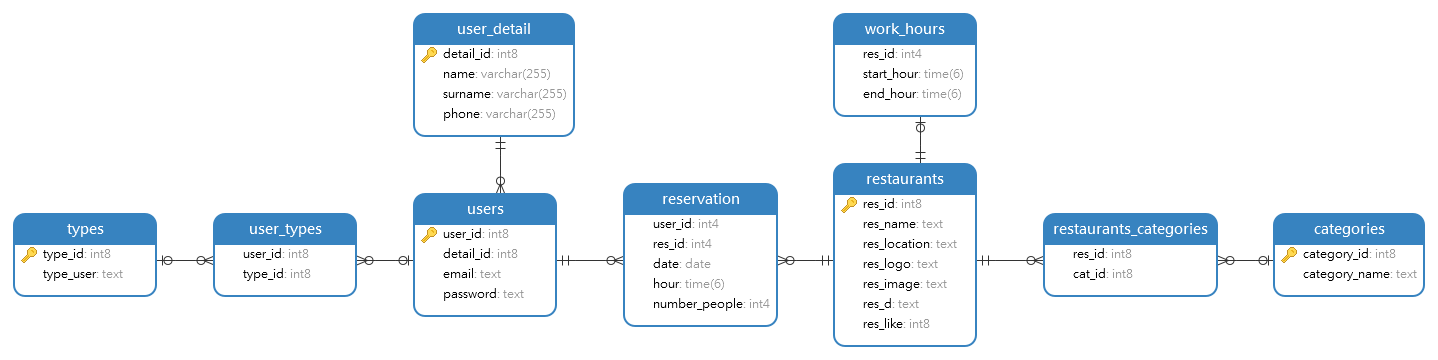 user_detail
detail_id: int8
name: varchar(255)
surname: varchar(255)
phone: varchar(255)
work_hours
res_id: int4
start_hour: time(6)
end_hour: time(6)
types
type_id: int8
type_user: text
user_types
user_id: int8
type_id: int8
users
user_id: int8
detail_id: int8
email: text
password: text
reservation
user_id: int4
res_id: int4
date: date
hour: time(6)
number_people: int4
restaurants
res_id: int8
res_name: text
res_location: text
res_logo: text
res_image: text
res_d: text
res_like: int8
restaurants_categories
res_id: int8
cat_id: int8
categories
category_id: int8
category_name: text